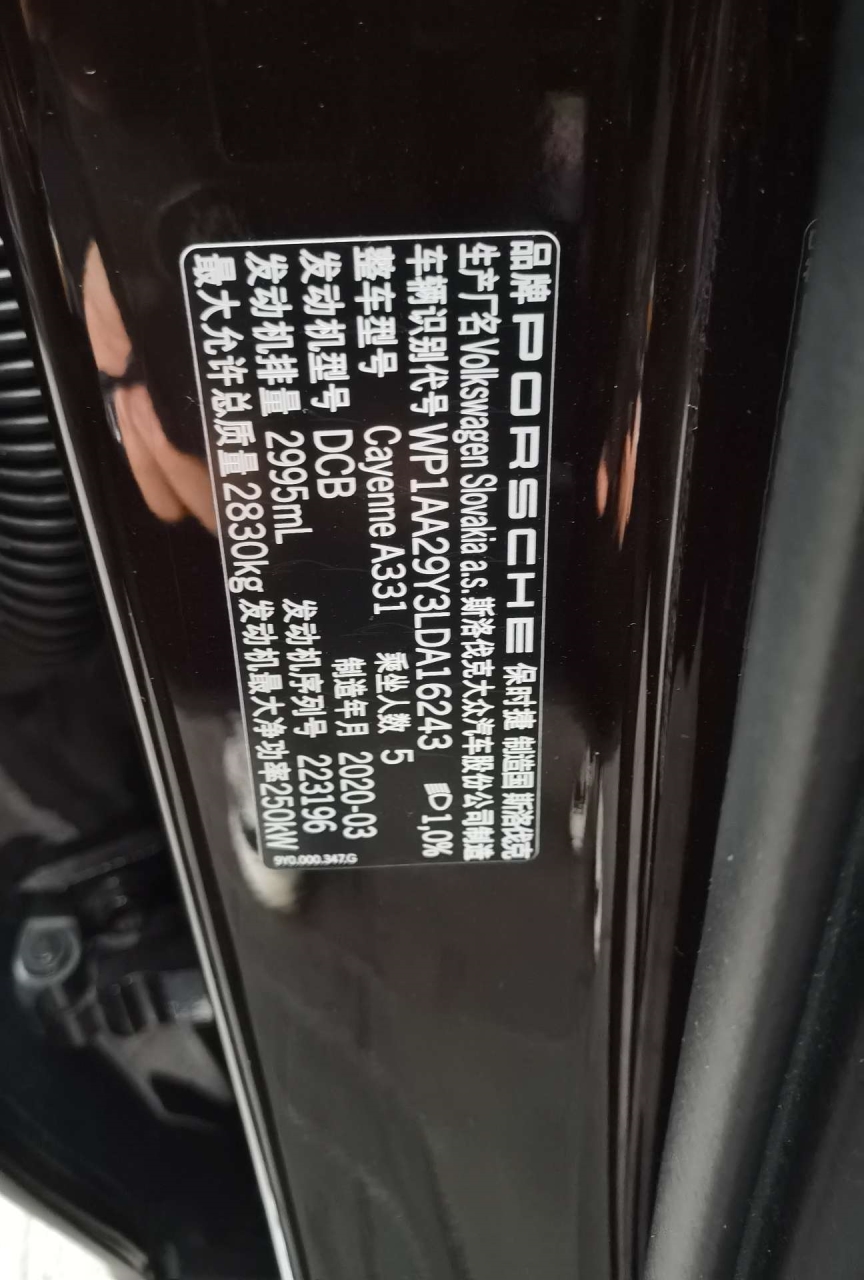 品牌 PORSCHE 保时捷 制造国 斯洛伐克
生产厂名 Volkswagen Slovakia a.s. 斯洛伐克大众汽车股份公司制造
车辆识别代号 WP1AA29Y3LDA16243 1,0%
整车型号 Cayenne A331 乘坐人数 5
发动机型号 DCB 制造年月 2020-03
发动机排量 2995mL 发动机序列号 223196
最大允许总质量 2830kg 发动机最大净功率250kW
9Y0.000.347.G